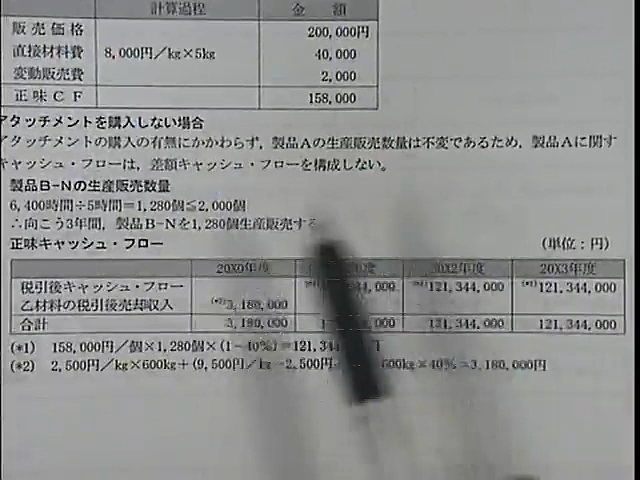 計算過程 金額
販売価格 200,000円
直接材料費 8,000円／kg×5kg 40,000
変動販売費 2,000
正味ＣＦ 158,000
アタッチメントを購入しない場合
アタッチメントの購入の有無にかかわらず，製品Ａの生産販売数量は不変であるため，製品Ａに関す
キャッシュ・フローは，差額キャッシュ・フローを構成しない。
製品Ｂ-Ｎの生産販売数量
6,400時間÷5時間＝1,280個≦2,000個
∴向こう3年間，製品Ｂ-Ｎを1,280個生産販売する
正味キャッシュ・フロー （単位：円）
20X0年度 年度 20X2年度 20X3年度
税引後キャッシュ・フロー 44,000 (*1)121,344,000 (*1)121,344,000
乙材料の税引後売却収入 (*2)3,180,000
合計 3,180,000 44,000 121,344,000 121,344,000
(*1) 158,000円／個×1,280個×(1－40%)＝121,344
(*2) 2,500円／kg×600kg＋(9,500円／kg－2,500円 600kg×40%＝3,180,000円